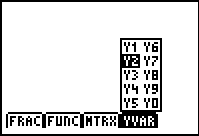 Y1 Y6
Y2 Y7
Y3 Y8
Y4 Y9
Y5 Y0
FRAC FUNC MTRX YVAR